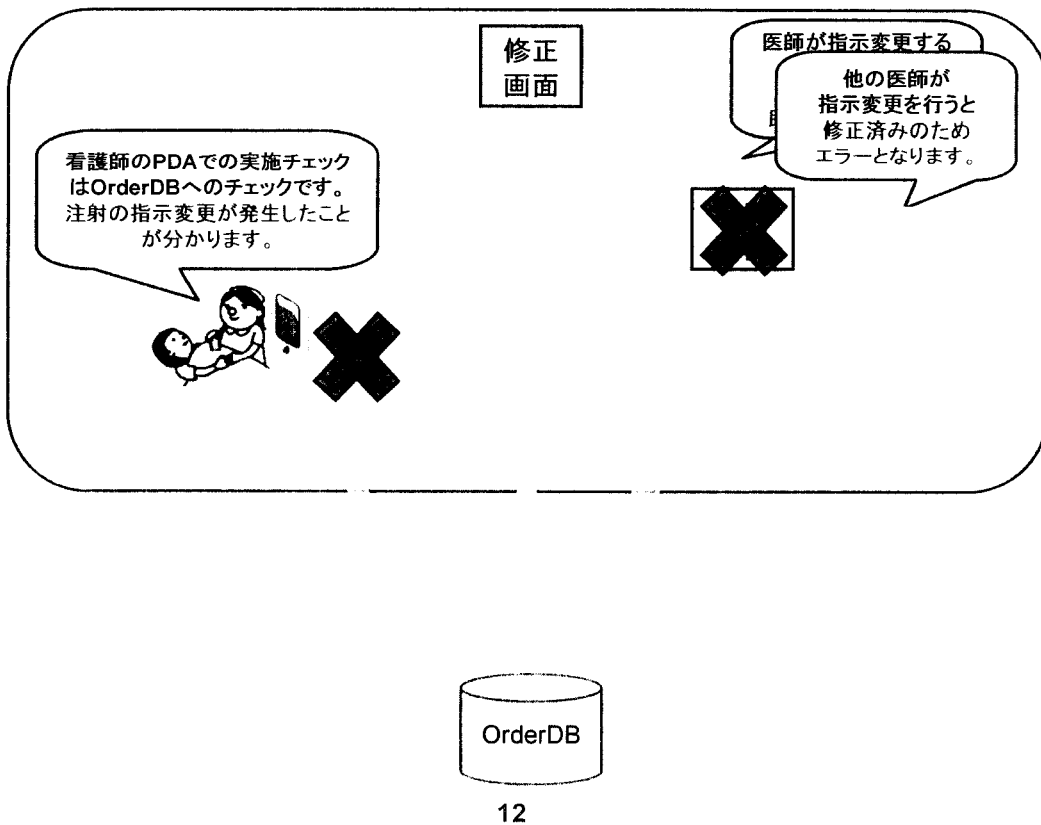 修正
画面
医師が指示変更する
他の医師が
指示変更を行うと
修正済みのため
エラーとなります。
看護師のPDAでの実施チェック
はOrderDBへのチェックです。
注射の指示変更が発生したこと
が分かります。
OrderDB
12